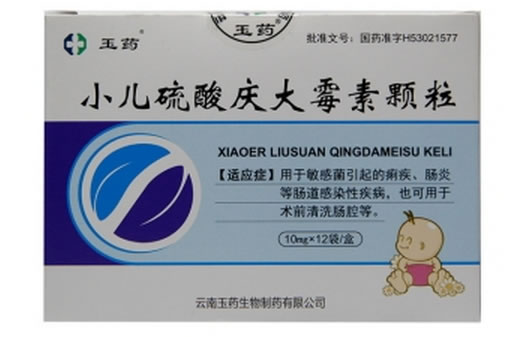 玉药®
玉药®
批准文号：国药准字H53021577
小儿硫酸庆大霉素颗粒
XIAOER LIUSUAN QINGDAMEISU KELI
【适应症】用于敏感菌引起的痢疾、肠炎
等肠道感染性疾病，也可用于
术前清洗肠腔等。
10mg×12袋/盒
云南玉药生物制药有限公司